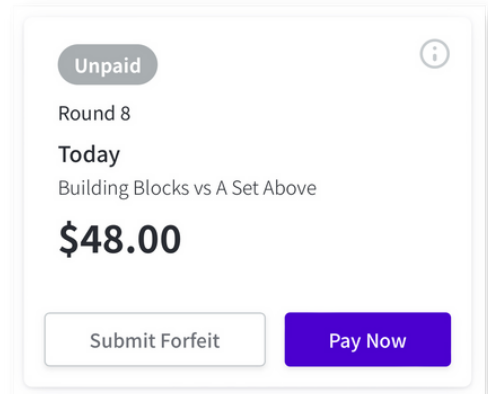 Unpaid
Round 8
Today
Building Blocks vs A Set Above
$48.00
Submit Forfeit
Pay Now